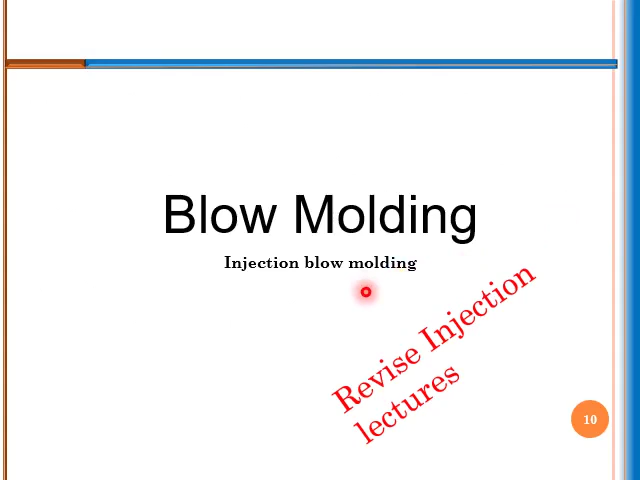 Blow Molding
Injection blow molding
Revise Injection
lectures
10